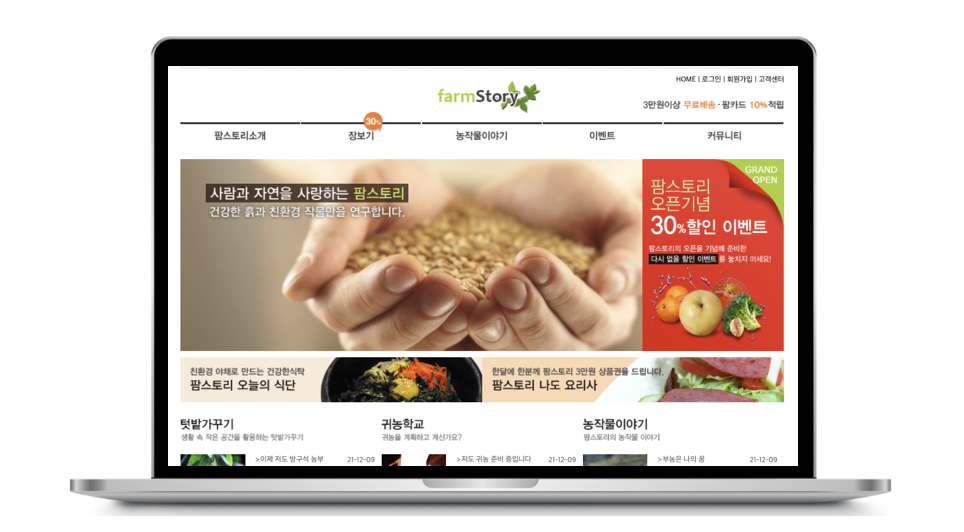 HOME | 로그인 | 회원가입 | 고객센터
farmStory
3만원이상 무료배송 · 팜카드 10%적립
30%
팜스토리소개
장보기
농작물이야기
이벤트
커뮤니티
사람과 자연을 사랑하는 팜스토리
건강한 흙과 친환경 작물만을 연구합니다.
GRAND
OPEN
팜스토리
오픈기념
30%할인 이벤트
팜스토리의 오픈을 기념해 준비한
다시 없을 할인 이벤트를 놓치지 마세요!
친환경 야채로 만드는 건강한식탁
팜스토리 오늘의 식단
한달에 한분께 팜스토리 3만원 상품권을 드립니다.
팜스토리 나도 요리사
텃밭가꾸기
생활 속 작은 공간을 활용하는 텃밭가꾸기
귀농학교
귀농을 계획하고 계신가요?
농작물이야기
팜스토리의 농작물 이야기
> 이제 저도 방구석 농부 21-12-09
> 저도 귀농 준비 중입니다 21-12-09
> 부농은 나의 꿈 21-12-09